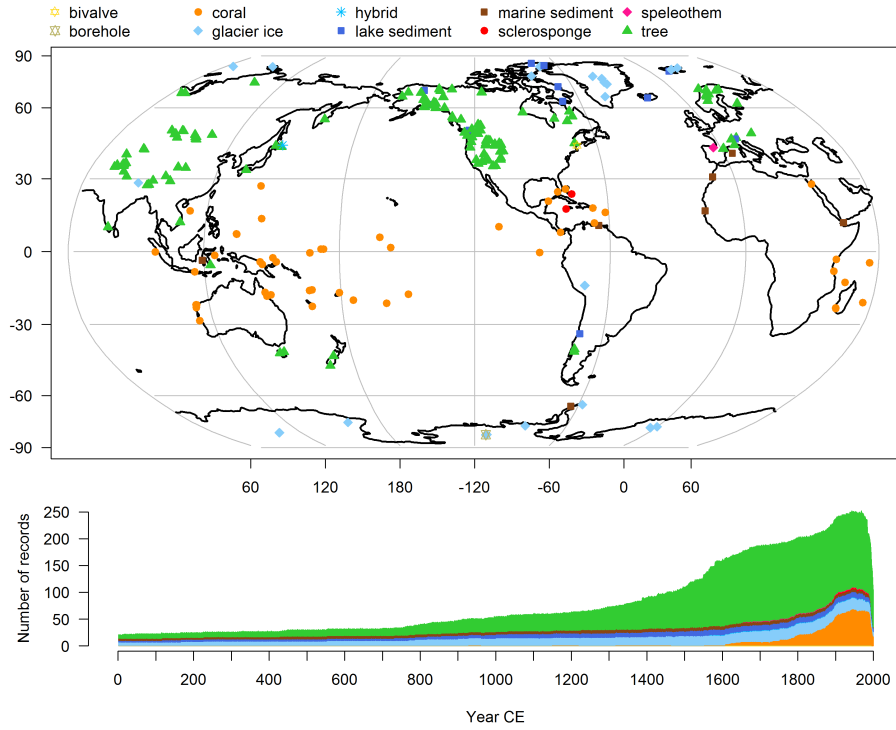 bivalve coral hybrid marine sediment speleothem
borehole glacier ice lake sediment sclerosponge tree
90
60
30
0
-30
-60
-90
60 120 180 -120 -60 0 60
Number of records
250
200
150
100
50
0
0 200 400 600 800 1000 1200 1400 1600 1800 2000
Year CE